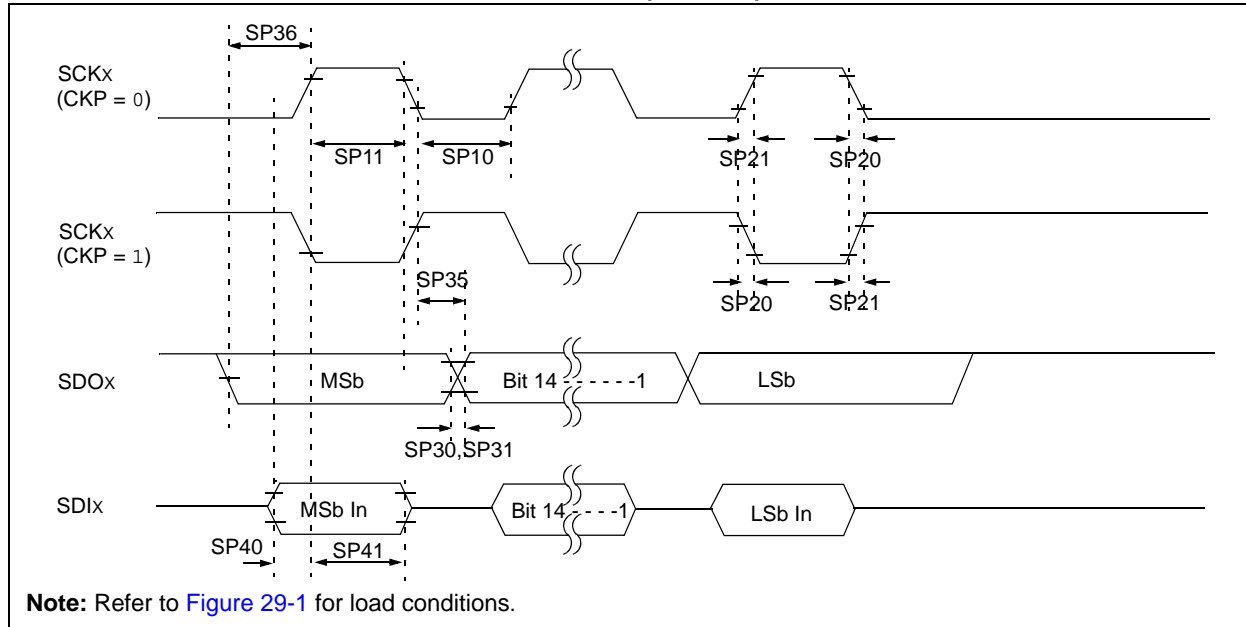 SP36
SCKX
(CKP = 0)
SP11
SP10
SP21
SP20
SCKX
(CKP = 1)
SP35
SP20
SP21
SDOX
MSb
Bit 14 - - - - - -1
LSb
SP30,SP31
SDIX
MSb In
Bit 14 - - - -1
LSb In
SP40
SP41
Note: Refer to Figure 29-1 for load conditions.